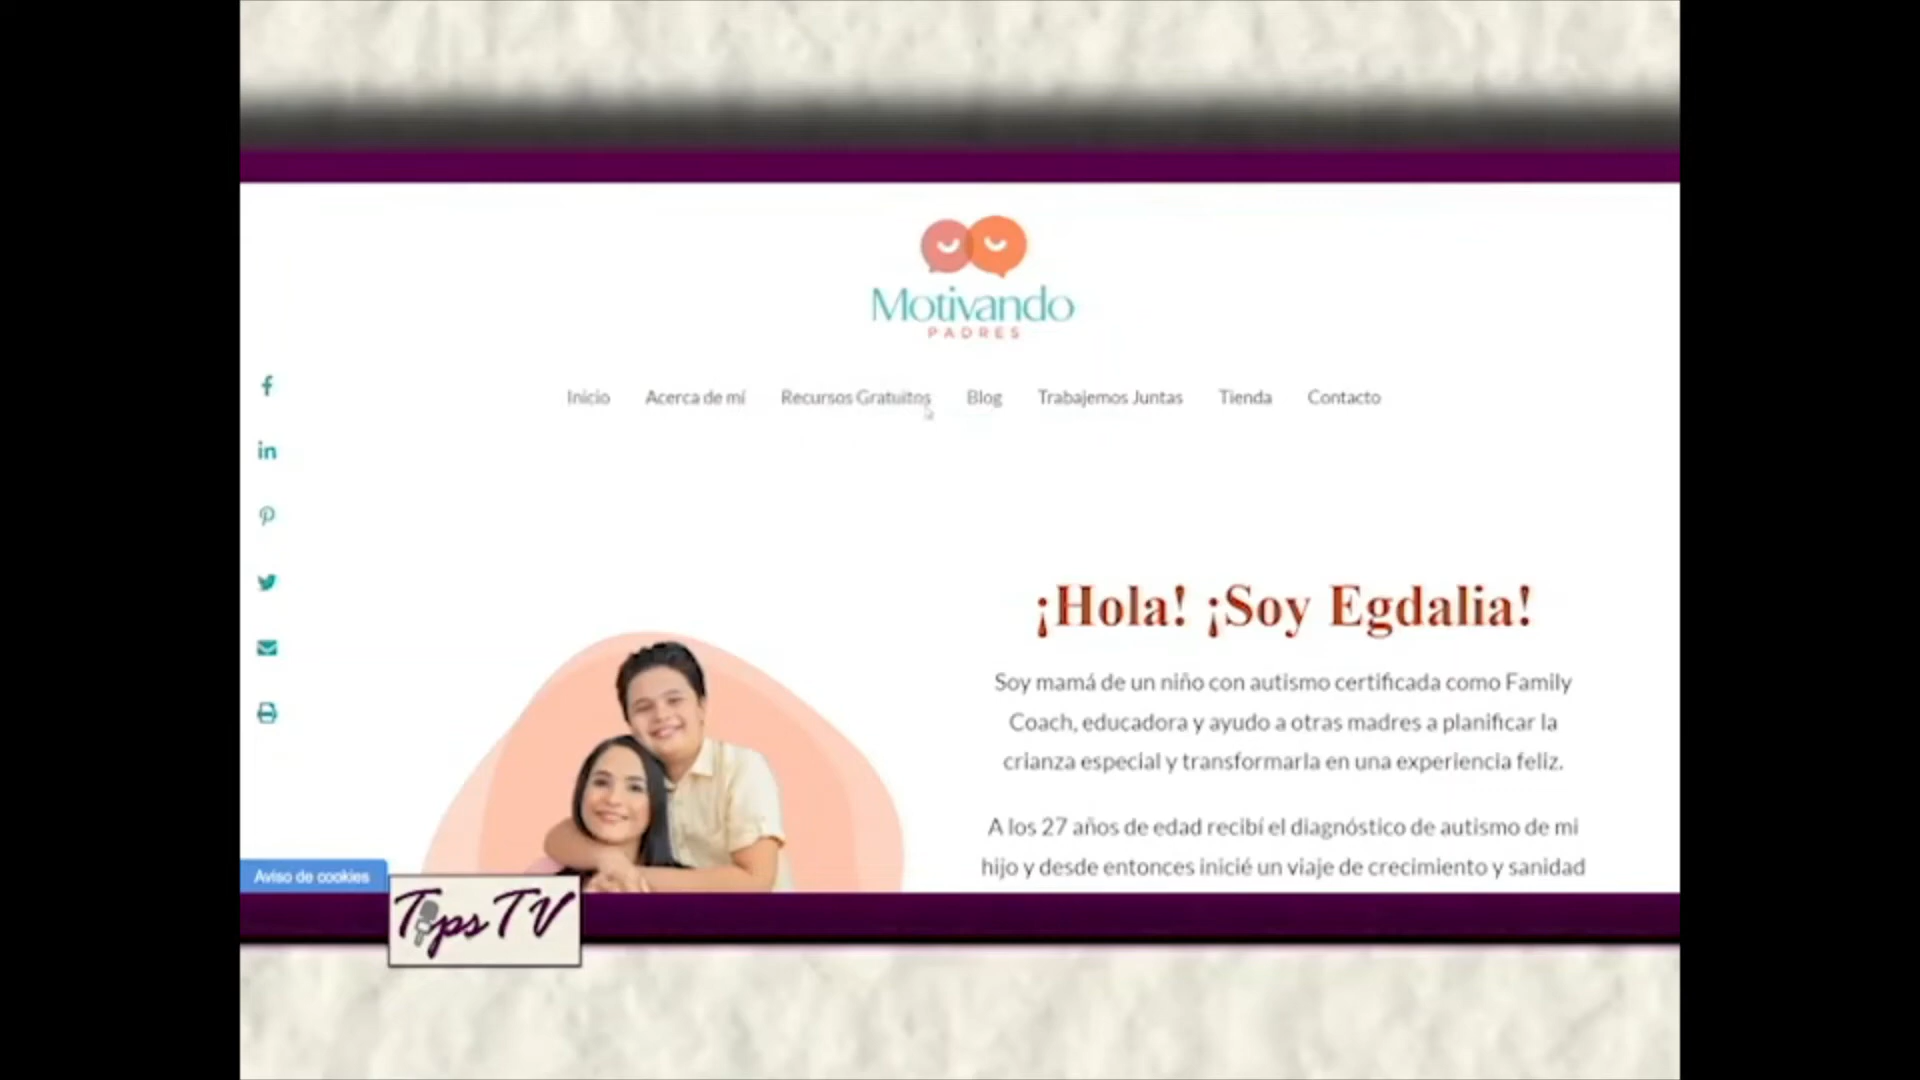 Motivando
PADRES
Inicio Acerca de mí Recursos Gratuitos Blog Trabajemos Juntas Tienda Contacto
¡Hola! ¡Soy Egdalia!
Soy mamá de un niño con autismo certificada como Family
Coach, educadora y ayudo a otras madres a planificar la
crianza especial y transformarla en una experiencia feliz.
A los 27 años de edad recibí el diagnóstico de autismo de mi
hijo y desde entonces inicié un viaje de crecimiento y sanidad
Aviso de cookies
Tips TV